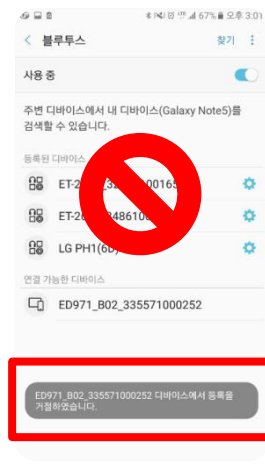 67% 오후 3:01
블루투스
찾기
사용 중
주변 디바이스에서 내 디바이스(Galaxy Note5)를
검색할 수 있습니다.
등록된 디바이스
LG PH1(6D)
연결 가능한 디바이스
ED971_B02_335571000252
ED971_B02_335571000252 디바이스에서 등록을
거절하였습니다.